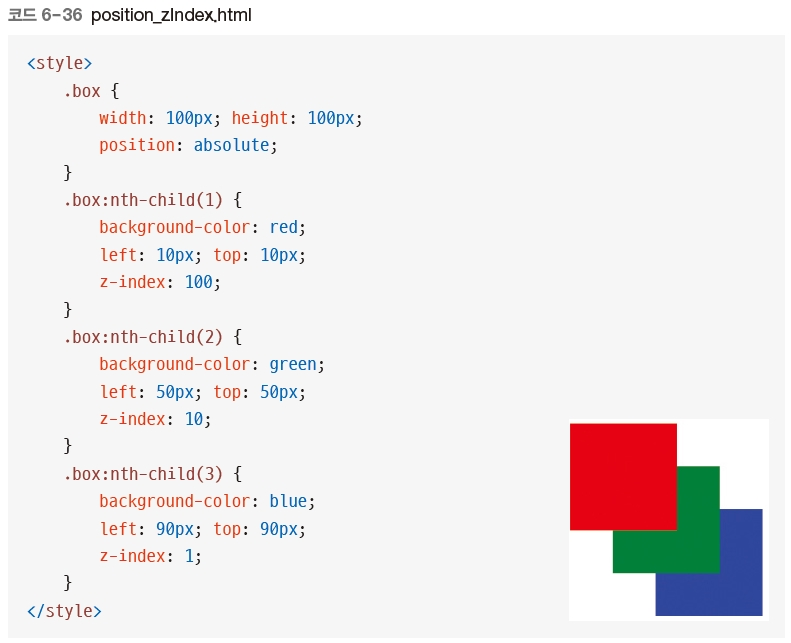 코드 6-36 position_zIndex.html
<style>
.box {
width: 100px; height: 100px;
position: absolute;
}
.box:nth-child(1) {
background-color: red;
left: 10px; top: 10px;
z-index: 100;
}
.box:nth-child(2) {
background-color: green;
left: 50px; top: 50px;
z-index: 10;
}
.box:nth-child(3) {
background-color: blue;
left: 90px; top: 90px;
z-index: 1;
}
</style>